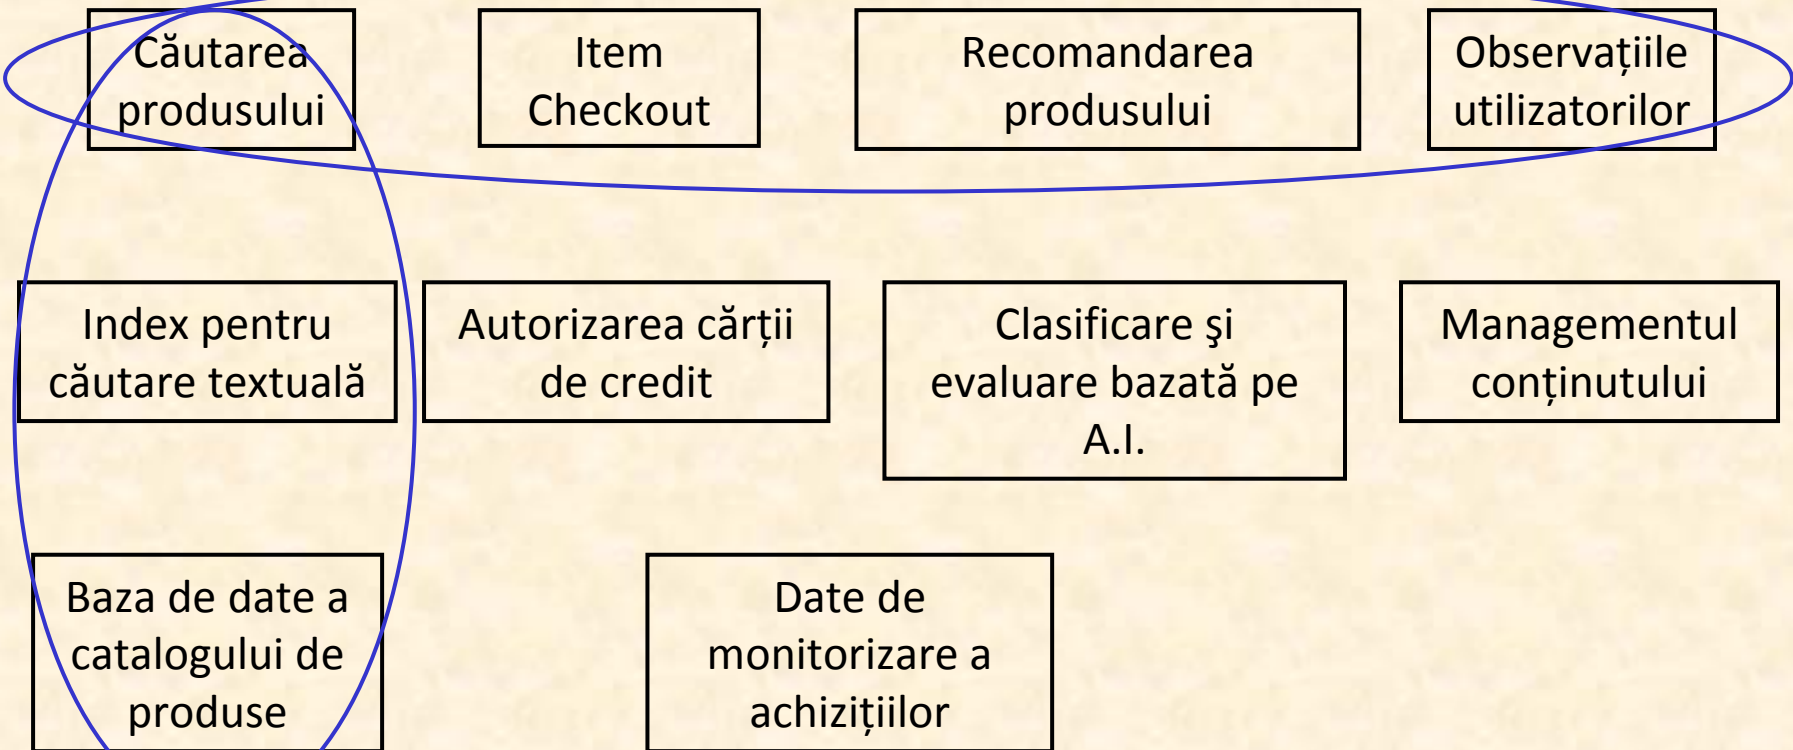 Căutarea
produsului
Item
Checkout
Recomandarea
produsului
Observațiile
utilizatorilor
Index pentru
căutare textuală
Autorizarea cărții
de credit
Clasificare şi
evaluare bazată pe
A.I.
Managementul
conținutului
Baza de date a
catalogului de
produse
Date de
monitorizare a
achizițiilor